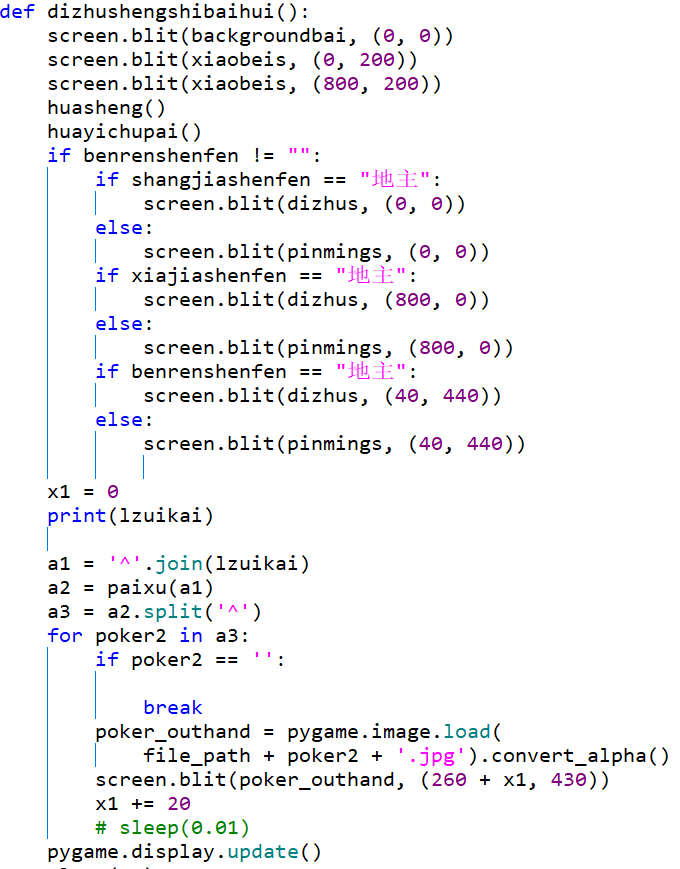 def dizhushengshibaihui():
    screen.blit(backgroundbai, (0, 0))
    screen.blit(xiaobeis, (0, 200))
    screen.blit(xiaobeis, (800, 200))
    huasheng()
    huayichupai()
    if benrenshenfen != "":
        if shangjiashenfen == "地主":
            screen.blit(dizhus, (0, 0))
        else:
            screen.blit(pinmings, (0, 0))
        if xiajiashenfen == "地主":
            screen.blit(dizhus, (800, 0))
        else:
            screen.blit(pinmings, (800, 0))
        if benrenshenfen == "地主":
            screen.blit(dizhus, (40, 440))
        else:
            screen.blit(pinmings, (40, 440))
    x1 = 0
    print(lzuikai)
    a1 = '^'.join(lzuikai)
    a2 = paixu(a1)
    a3 = a2.split('^')
    for poker2 in a3:
        if poker2 == '':
            break
        poker_outhand = pygame.image.load(
            file_path + poker2 + '.jpg').convert_alpha()
        screen.blit(poker_outhand, (260 + x1, 430))
        x1 += 20
        # sleep(0.01)
    pygame.display.update()